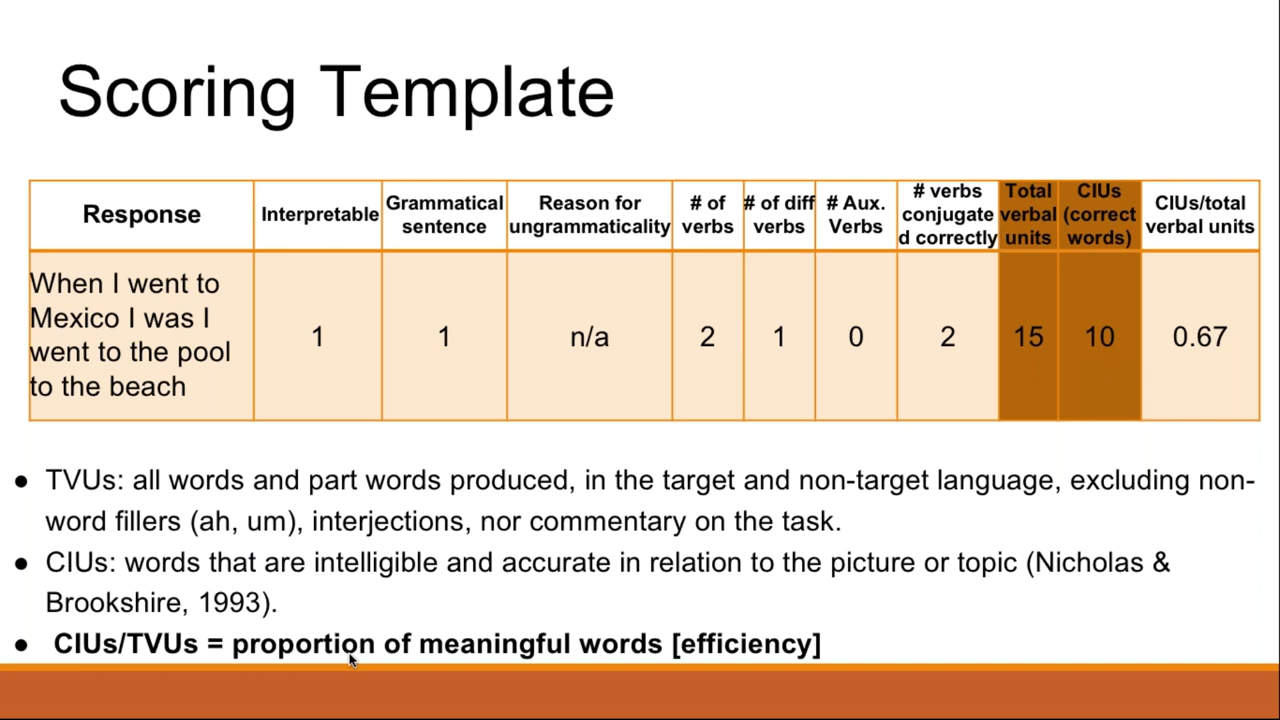 Scoring Template
Response
Interpretable
Grammatical
sentence
Reason for
ungrammaticality
# of
verbs
# of diff
verbs
# Aux.
Verbs
# verbs
conjugate
d correctly
Total
verbal
units
CIUs
(correct
words)
CIUs/total
verbal units
When I went to
Mexico I was I
went to the pool
to the beach
1
1
n/a
2
1
0
2
15
10
0.67
● TVUs: all words and part words produced, in the target and non-target language, excluding non-
word fillers (ah, um), interjections, nor commentary on the task.
● CIUs: words that are intelligible and accurate in relation to the picture or topic (Nicholas &
Brookshire, 1993).
● CIUs/TVUs = proportion of meaningful words [efficiency]